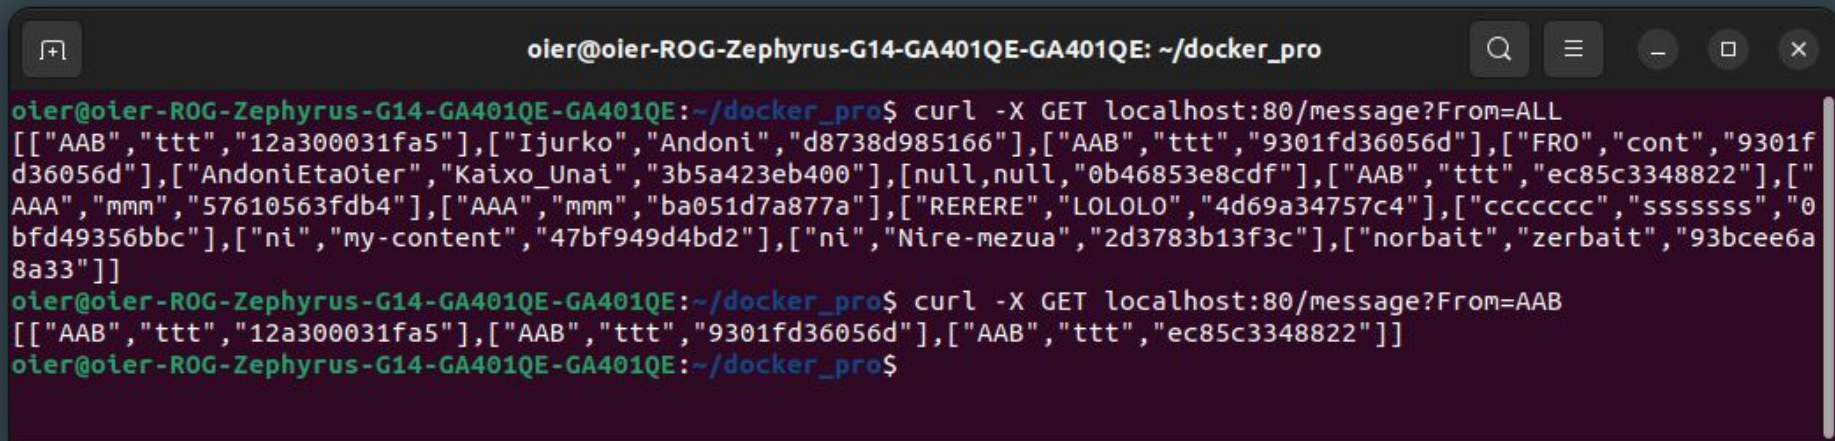 oier@oier-ROG-Zephyrus-G14-GA401QE-GA401QE: ~/docker_pro
oier@oier-ROG-Zephyrus-G14-GA401QE-GA401QE:~/docker_pro$ curl -X GET localhost:80/message?From=ALL
[["AAB","ttt","12a300031fa5"],["Ijurko","Andoni","d8738d985166"],["AAB","ttt","9301fd36056d"],["FRO","cont","9301f
d36056d"],["AndoniEtaOier","Kaixo_Unai","3b5a423eb400"],[null,null,"0b46853e8cdf"],["AAB","ttt","ec85c3348822"],["
AAA","mmm","57610563fdb4"],["AAA","mmm","ba051d7a877a"],["RERERE","LOLOLO","4d69a34757c4"],["ccccccc","sssssss","0
bfd49356bbc"],["ni","my-content","47bf949d4bd2"],["ni","Nire-mezua","2d3783b13f3c"],["norbait","zerbait","93bcee6a
8a33"]]
oier@oier-ROG-Zephyrus-G14-GA401QE-GA401QE:~/docker_pro$ curl -X GET localhost:80/message?From=AAB
[["AAB","ttt","12a300031fa5"],["AAB","ttt","9301fd36056d"],["AAB","ttt","ec85c3348822"]]
oier@oier-ROG-Zephyrus-G14-GA401QE-GA401QE:~/docker_pro$